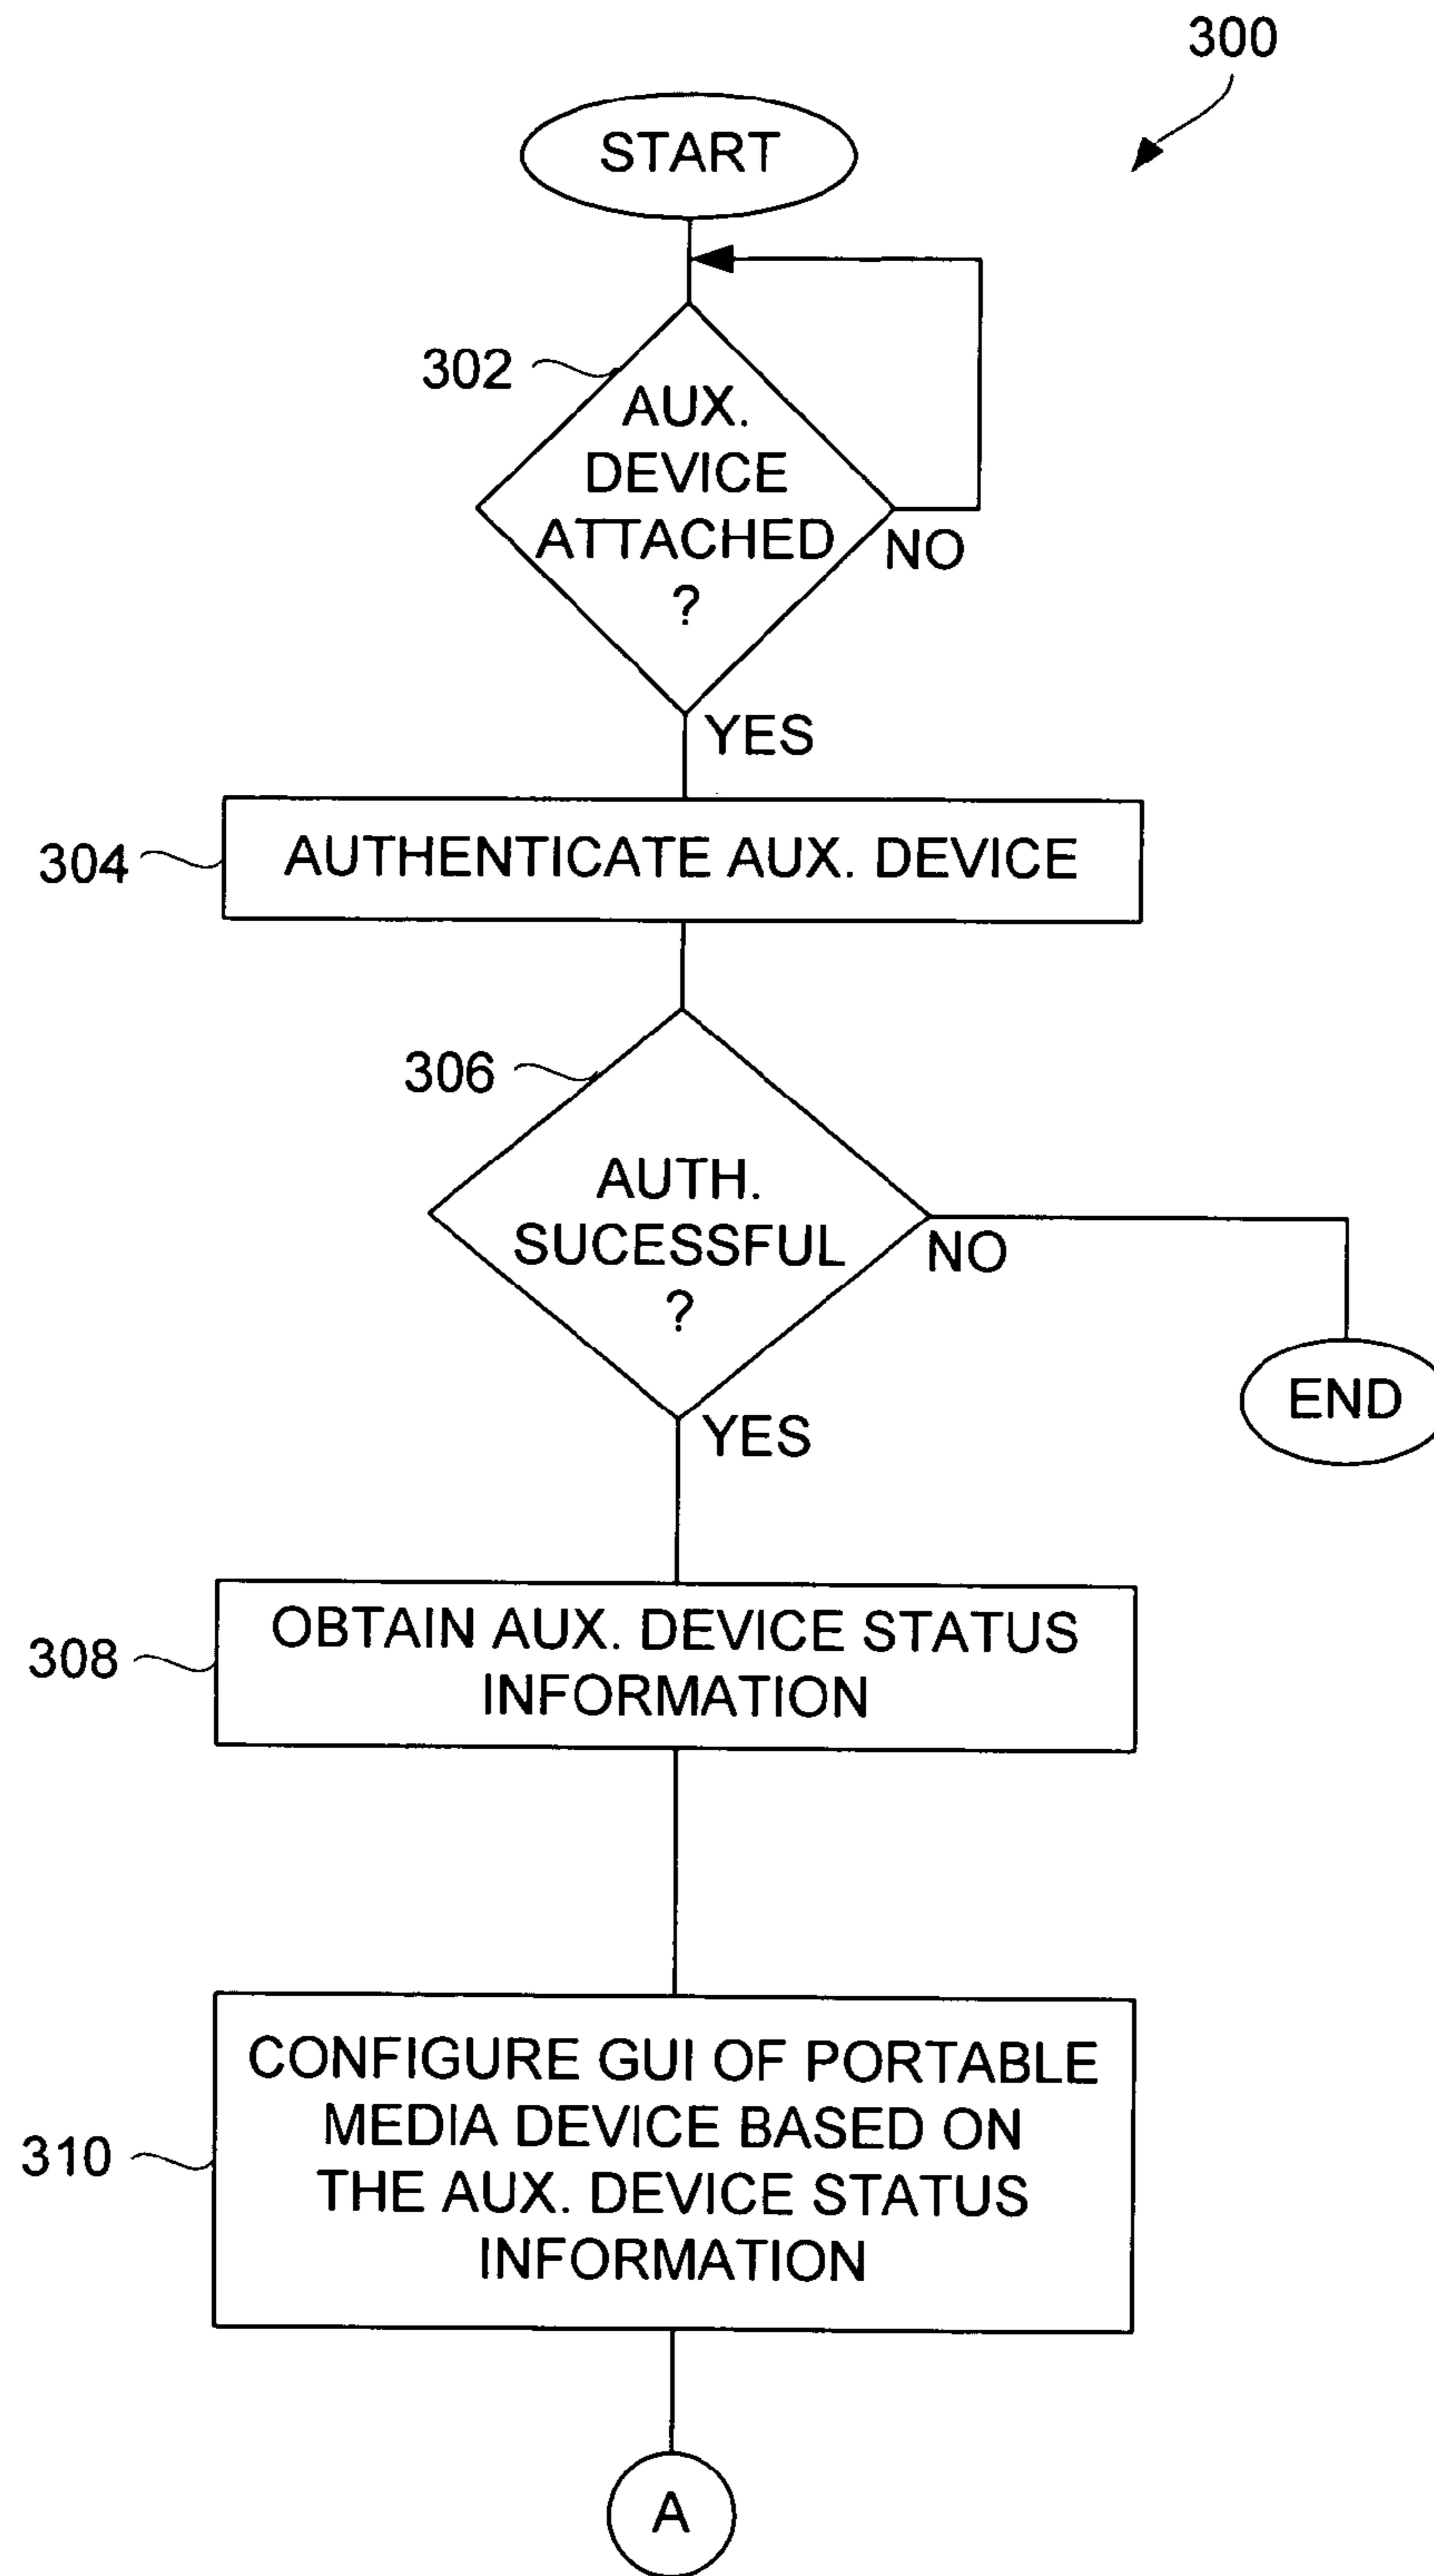 300
START
302
AUX.
DEVICE
ATTACHED
?
NO
YES
304
AUTHENTICATE AUX. DEVICE
306
AUTH.
SUCESSFUL
?
NO
END
YES
308
OBTAIN AUX. DEVICE STATUS
INFORMATION
310
CONFIGURE GUI OF PORTABLE
MEDIA DEVICE BASED ON
THE AUX. DEVICE STATUS
INFORMATION
A